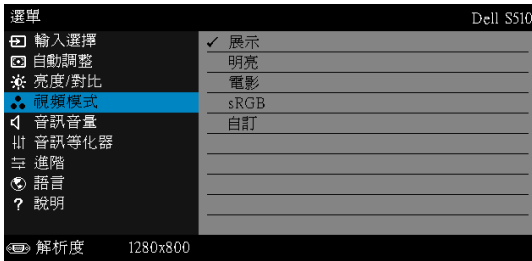 選單 Dell S510
輸入選擇
自動調整
亮度/對比
視頻模式
音訊音量
音訊等化器
進階
語言
? 說明
✓ 展示
明亮
電影
sRGB
自訂
解析度 1280x800